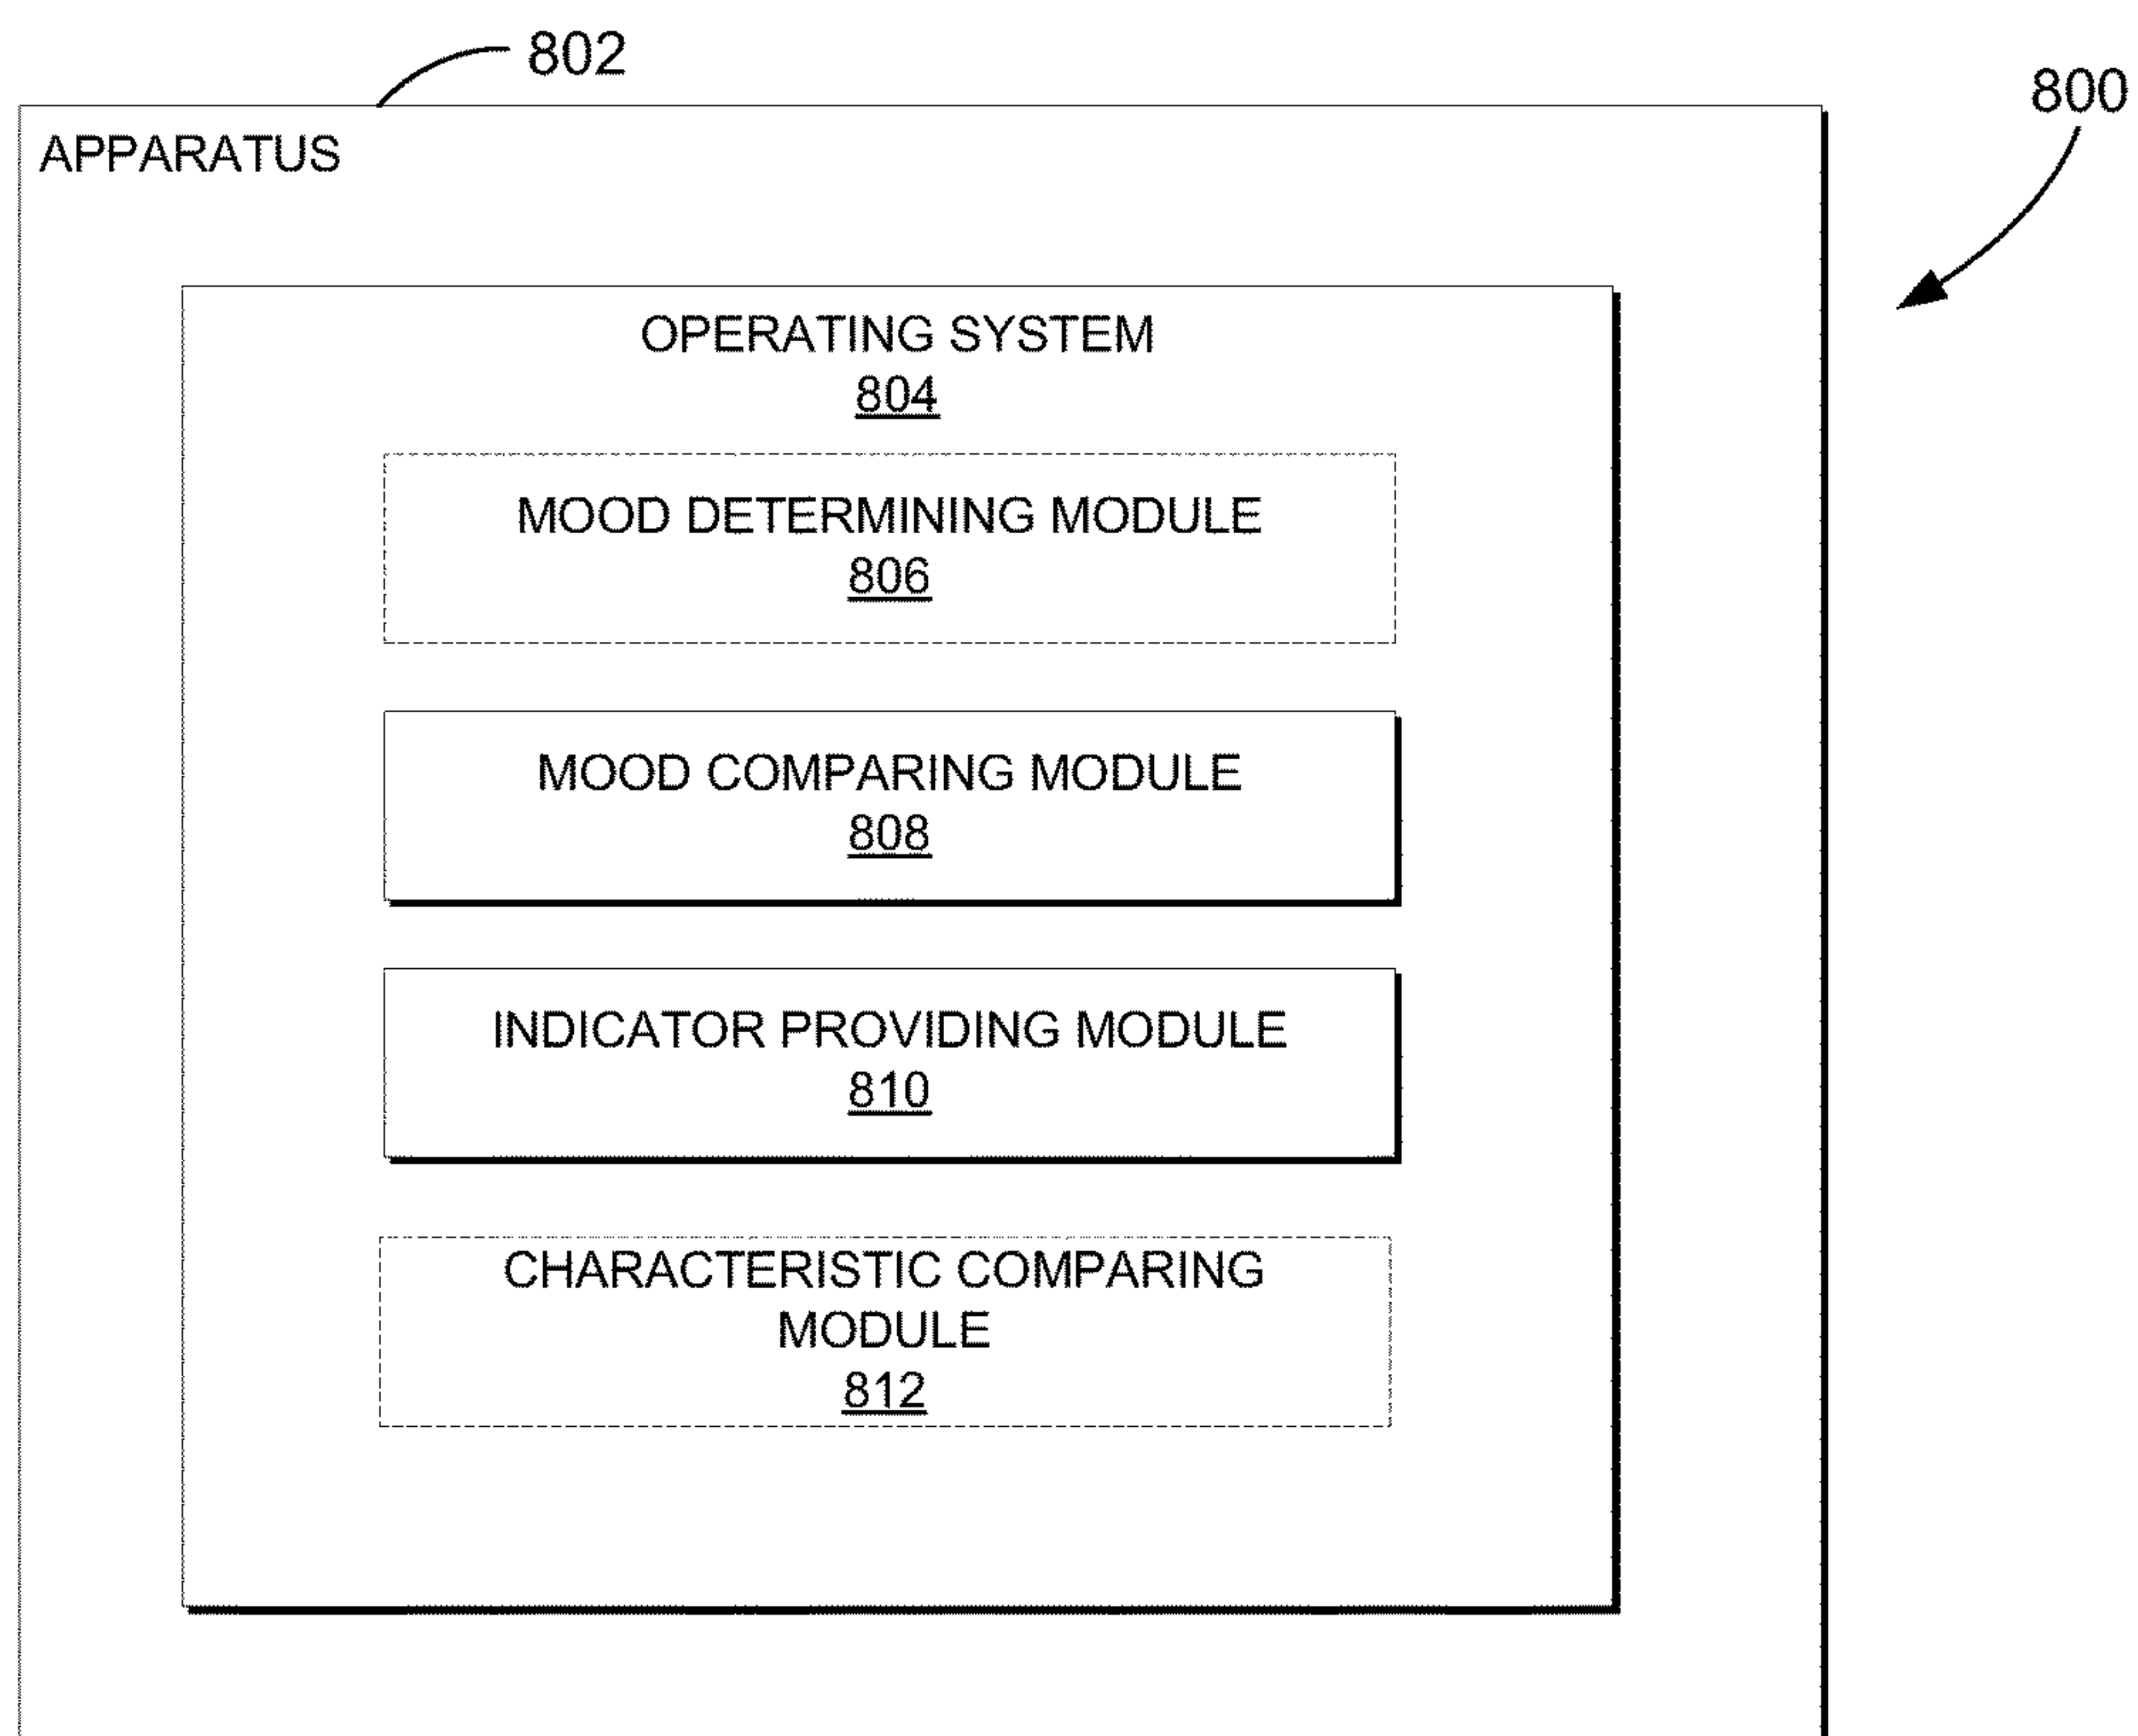 802
800
APPARATUS
OPERATING SYSTEM
804
MOOD DETERMINING MODULE
806
MOOD COMPARING MODULE
808
INDICATOR PROVIDING MODULE
810
CHARACTERISTIC COMPARING
MODULE
812